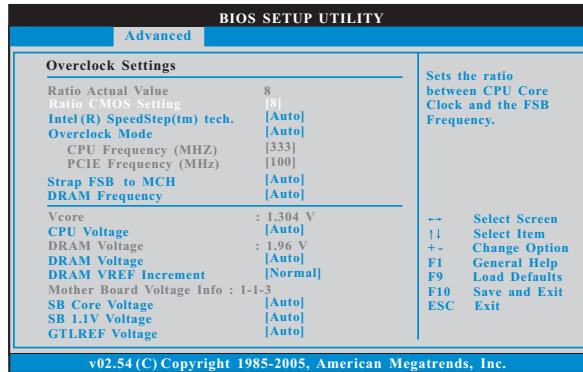 BIOS SETUP UTILITY
Advanced
Overclock Settings
Ratio Actual Value 8
Ratio CMOS Setting [8]
Intel (R) SpeedStep(tm) tech. [Auto]
Overclock Mode [Auto]
CPU Frequency (MHZ) [333]
PCIE Frequency (MHz) [100]
Strap FSB to MCH [Auto]
DRAM Frequency [Auto]
Vcore : 1.304 V
CPU Voltage [Auto]
DRAM Voltage : 1.96 V
DRAM Voltage [Auto]
DRAM VREF Increment [Normal]
Mother Board Voltage Info : 1-1-3
SB Core Voltage [Auto]
SB 1.1V Voltage [Auto]
GTLREF Voltage [Auto]
Sets the ratio
between CPU Core
Clock and the FSB
Frequency.
←→ Select Screen
↑↓ Select Item
+ - Change Option
F1 General Help
F9 Load Defaults
F10 Save and Exit
ESC Exit
v02.54 (C) Copyright 1985-2005, American Megatrends, Inc.